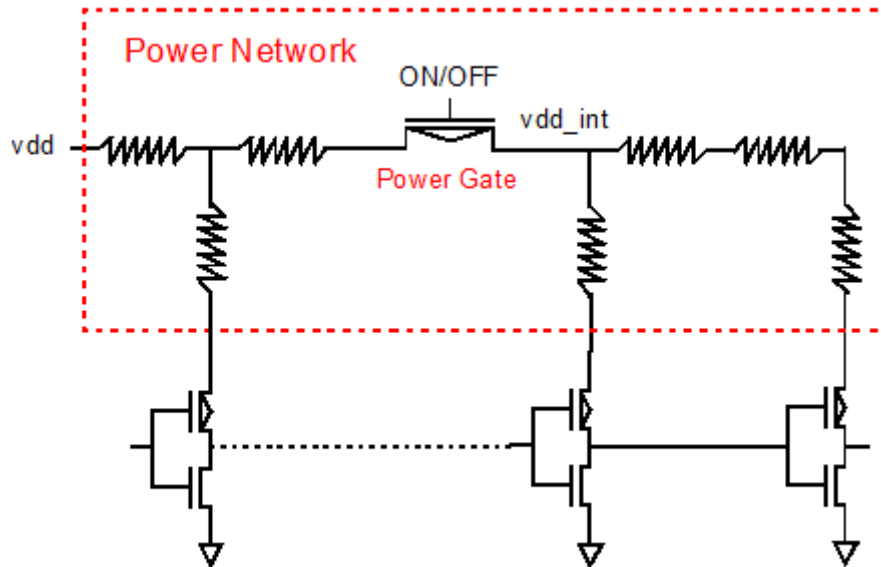 Power Network
ON/OFF
vdd
vdd_int
Power Gate